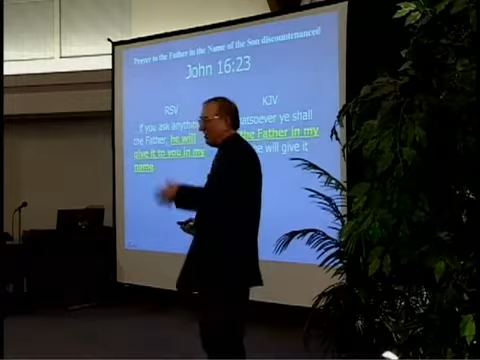 Prayer to the Father in the Name of the Son discountenanced
John 16:23
RSV
If you ask anything
the Father, he will
give it to you in my
name
KJV
atsoever ye shall
the Father in my
he will give it